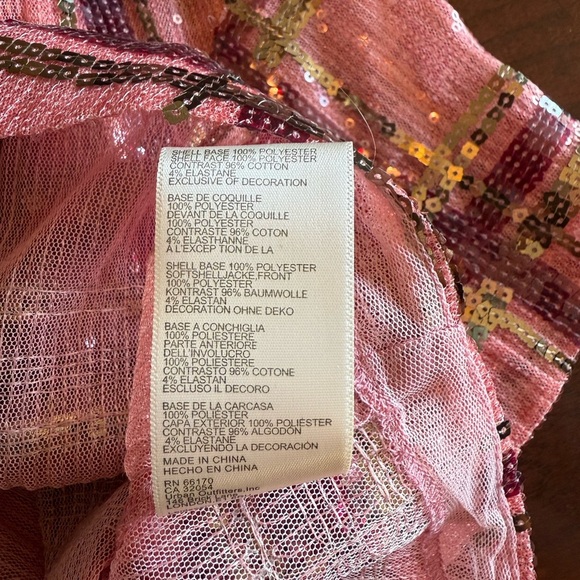 SHELL BASE 100% POLYESTER
SHELL FACE 100% POLYESTER
CONTRAST 96% COTTON
4% ELASTANE
EXCLUSIVE OF DECORATION
BASE DE COQUILLE
100% POLYESTER
DEVANT DE LA COQUILLE
100% POLYESTER
CONTRASTE 96% COTON
4% ELASTHANNE
À L'EXCEPTION DE LA
SHELL BASE 100% POLYESTER
SOFTSHELLJACKE,FRONT
100% POLYESTER
KONTRAST 96% BAUMWOLLE
4% ELASTAN
DECORATION OHNE DEKO
BASE A CONCHIGLIA
100% POLIESTERE
PARTE ANTERIORE
DELL'INVOLUCRO
100% POLIESTERE
CONTRASTO 96% COTONE
4% ELASTAN
ESCLUSO IL DECORO
BASE DE LA CARCASA
100% POLIÉSTER
CAPA EXTERIOR 100% POLIÉSTER
CONTRASTE 96% ALGODÓN
4% ELASTANE
EXCLUYENDO LA DECORACIÓN
MADE IN CHINA
HECHO EN CHINA
RN 66170
CA 32054
Urban Outfitters,Inc